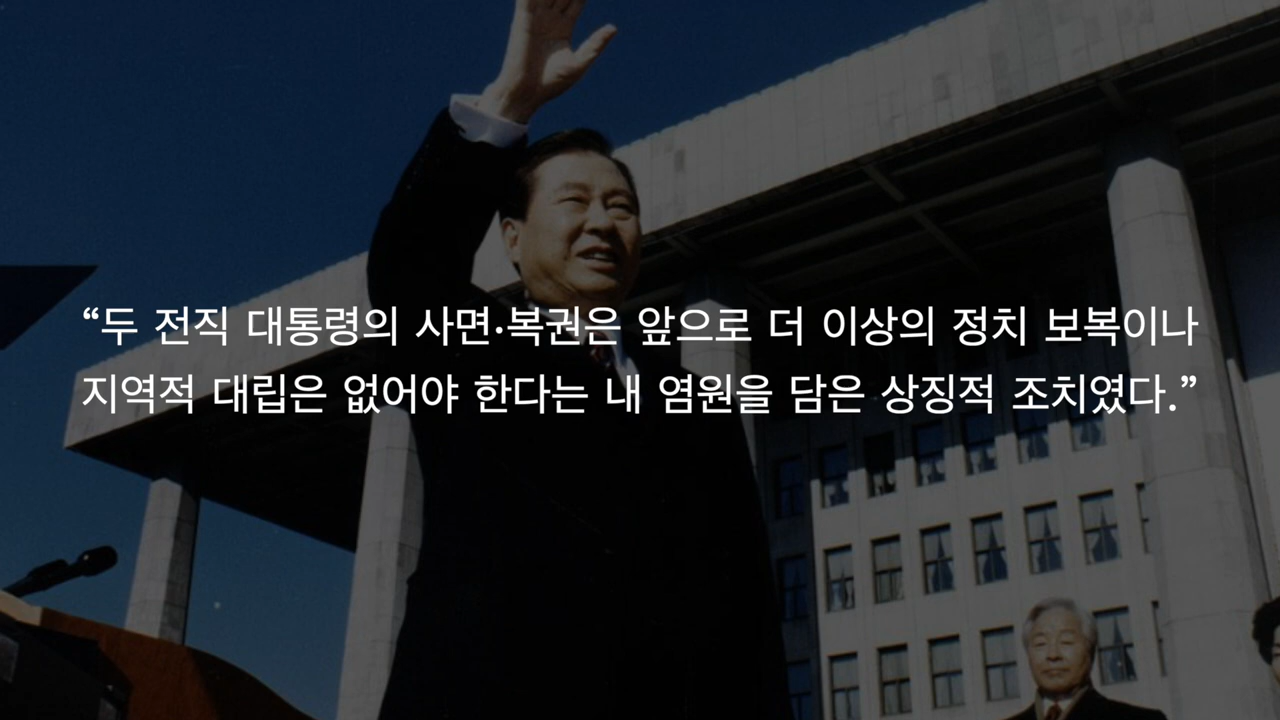 “두 전직 대통령의 사면·복권은 앞으로 더 이상의 정치 보복이나
지역적 대립은 없어야 한다는 내 염원을 담은 상징적 조치였다.”